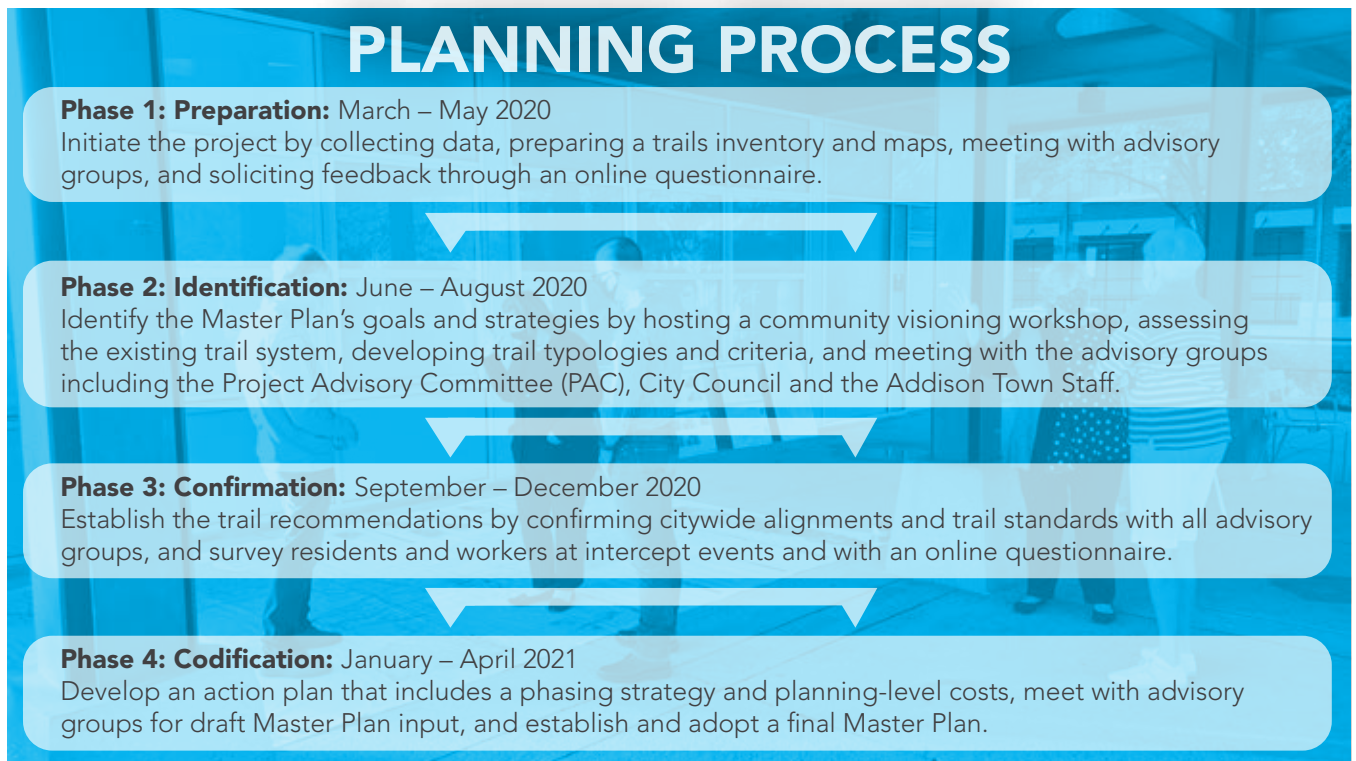 PLANNING PROCESS
Phase 1: Preparation: March – May 2020
Initiate the project by collecting data, preparing a trails inventory and maps, meeting with advisory
groups, and soliciting feedback through an online questionnaire.
Phase 2: Identification: June – August 2020
Identify the Master Plan’s goals and strategies by hosting a community visioning workshop, assessing
the existing trail system, developing trail typologies and criteria, and meeting with the advisory groups
including the Project Advisory Committee (PAC), City Council and the Addison Town Staff.
Phase 3: Confirmation: September – December 2020
Establish the trail recommendations by confirming citywide alignments and trail standards with all advisory
groups, and survey residents and workers at intercept events and with an online questionnaire.
Phase 4: Codification: January – April 2021
Develop an action plan that includes a phasing strategy and planning-level costs, meet with advisory
groups for draft Master Plan input, and establish and adopt a final Master Plan.